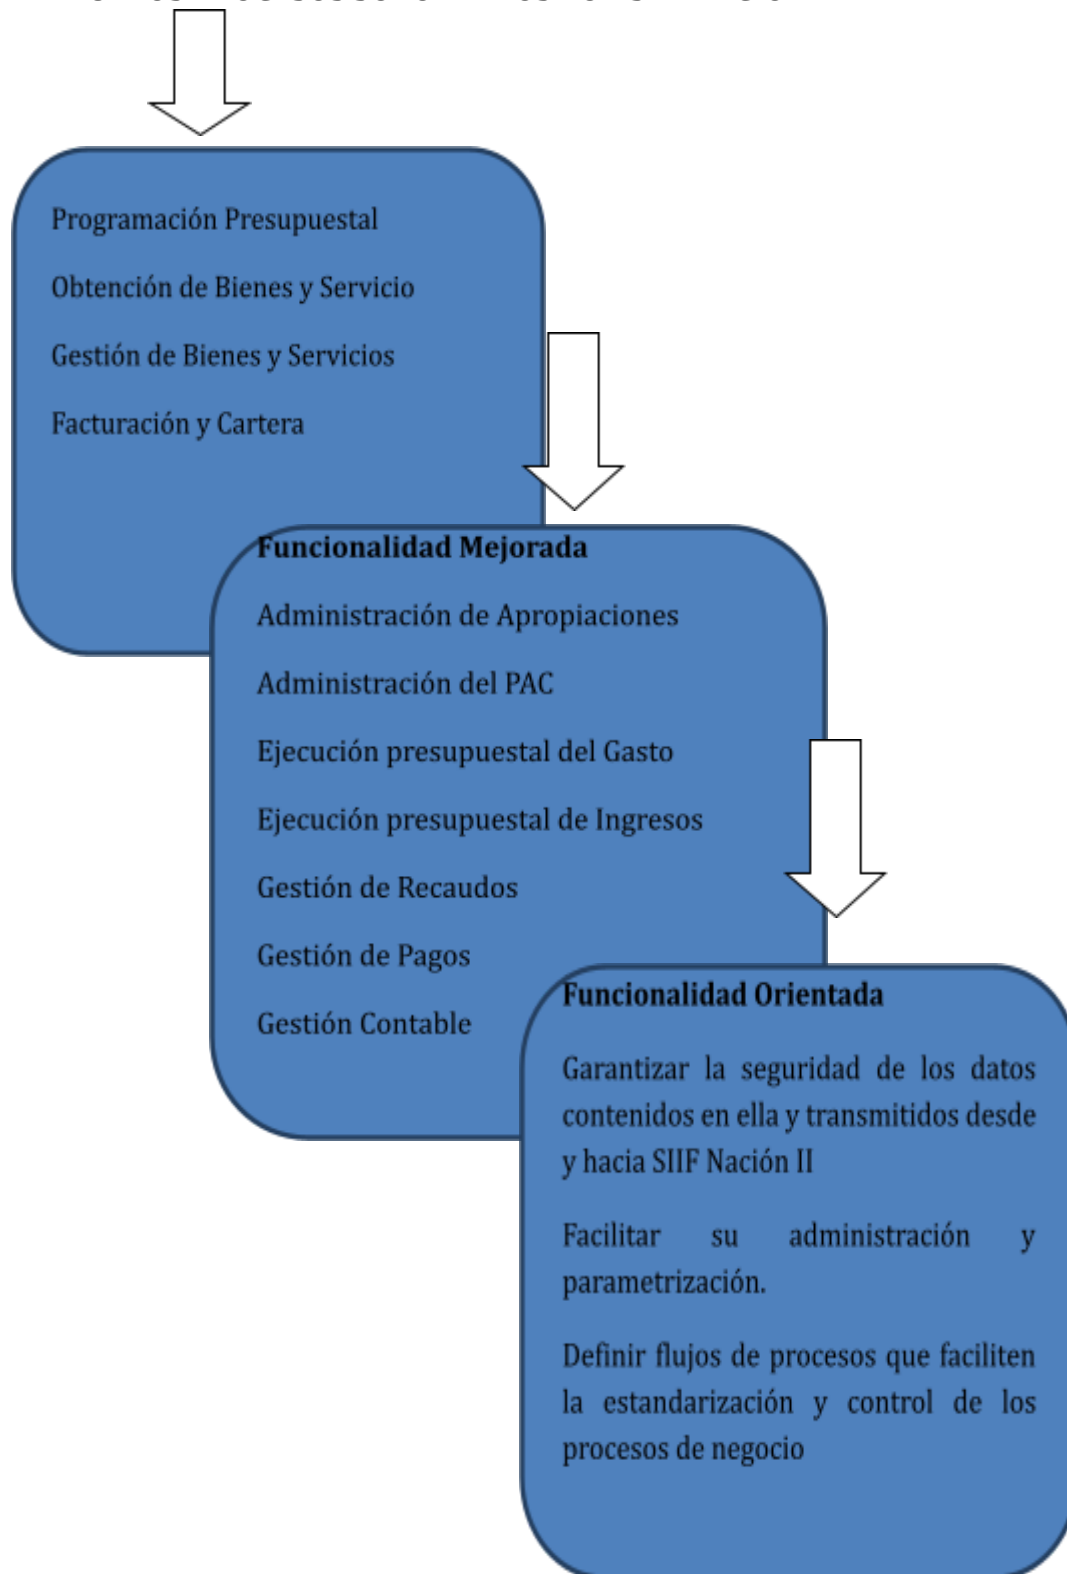 Programación Presupuestal
Obtención de Bienes y Servicio
Gestión de Bienes y Servicios
Facturación y Cartera
Funcionalidad Mejorada
Administración de Apropiaciones
Administración del PAC
Ejecución presupuestal del Gasto
Ejecución presupuestal de Ingresos
Gestión de Recaudos
Gestión de Pagos
Gestión Contable
Funcionalidad Orientada
Garantizar la seguridad de los datos
contenidos en ella y transmitidos desde
y hacia SIIF Nación II
Facilitar su administración y
parametrización.
Definir flujos de procesos que faciliten
la estandarización y control de los
procesos de negocio